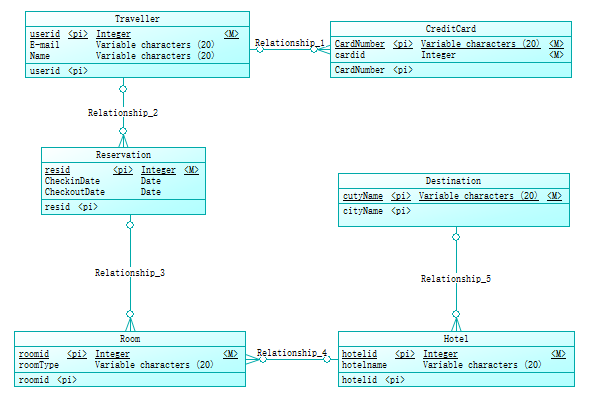 Traveller
userid <pi> Integer <M>
E-mail Variable characters (20)
Name Variable characters (20)
userid <pi>
Relationship_1
CreditCard
CardNumber <pi> Variable characters (20) <M>
cardid Integer <M>
CardNumber <pi>
Relationship_2
Reservation
resid <pi> Integer <M>
CheckinDate Date
CheckoutDate Date
resid <pi>
Destination
cutyName <pi> Variable characters (20) <M>
cityName <pi>
Relationship_3
Relationship_5
Room
roomid <pi> Integer <M>
roomType Variable characters (20)
roomid <pi>
Relationship_4
Hotel
hotelid <pi> Integer <M>
hotelname Variable characters (20)
hotelid <pi>